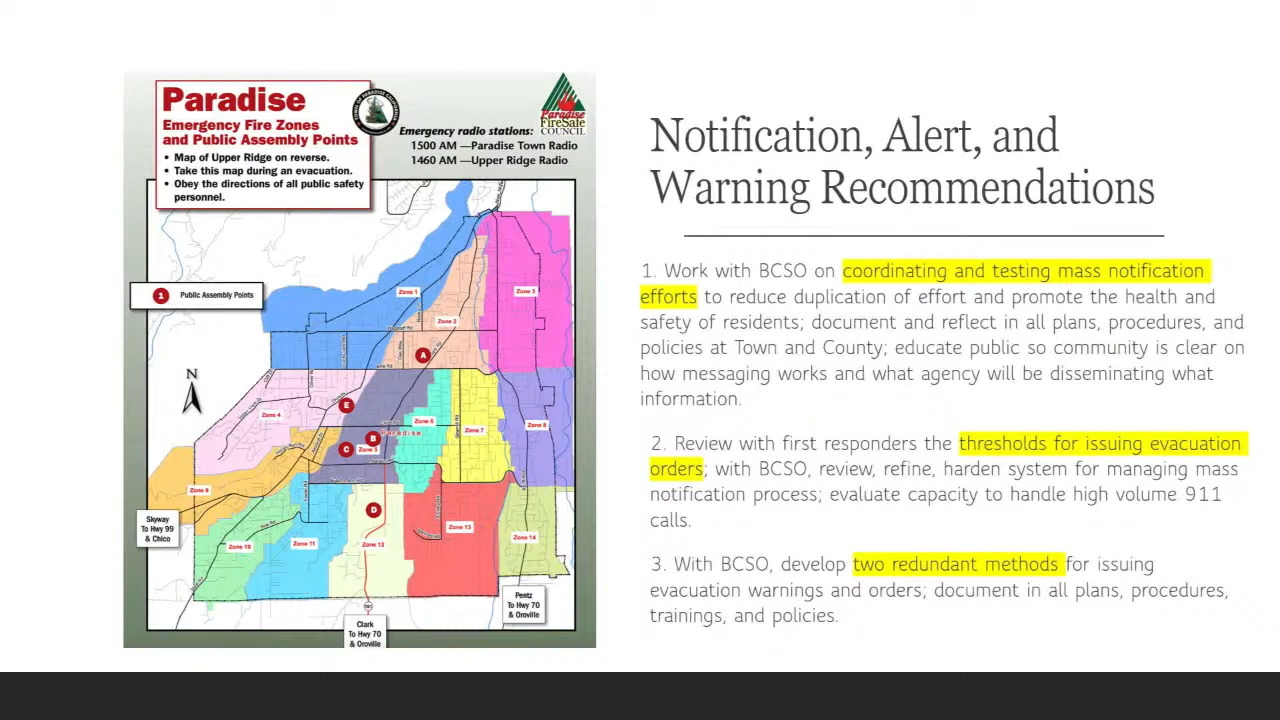 Paradise
Emergency Fire Zones
and Public Assembly Points
• Map of Upper Ridge on reverse.
• Take this map during an evacuation.
• Obey the directions of all public safety
personnel.
Paradise
FireSafe
COUNCIL
Emergency radio stations:
1500 AM —Paradise Town Radio
1460 AM —Upper Ridge Radio
1 Public Assembly Points
N
Zone 1
Zone 2
Zone 3
A
Zone 4
E
B
Paradise
C
Zone 5
Zone 6
Zone 7
Zone 8
Zone 9
D
Zone 10
Zone 11
Zone 12
Zone 13
Zone 14
Skyway
To Hwy 99
& Chico
191
Clark
To Hwy 70
& Oroville
Pentz
To Hwy 70
& Oroville
Notification, Alert, and
Warning Recommendations
1. Work with BCSO on coordinating and testing mass notification
efforts to reduce duplication of effort and promote the health and
safety of residents; document and reflect in all plans, procedures, and
policies at Town and County; educate public so community is clear on
how messaging works and what agency will be disseminating what
information.
2. Review with first responders the thresholds for issuing evacuation
orders; with BCSO, review, refine, harden system for managing mass
notification process; evaluate capacity to handle high volume 911
calls.
3. With BCSO, develop two redundant methods for issuing
evacuation warnings and orders; document in all plans, procedures,
trainings, and policies.